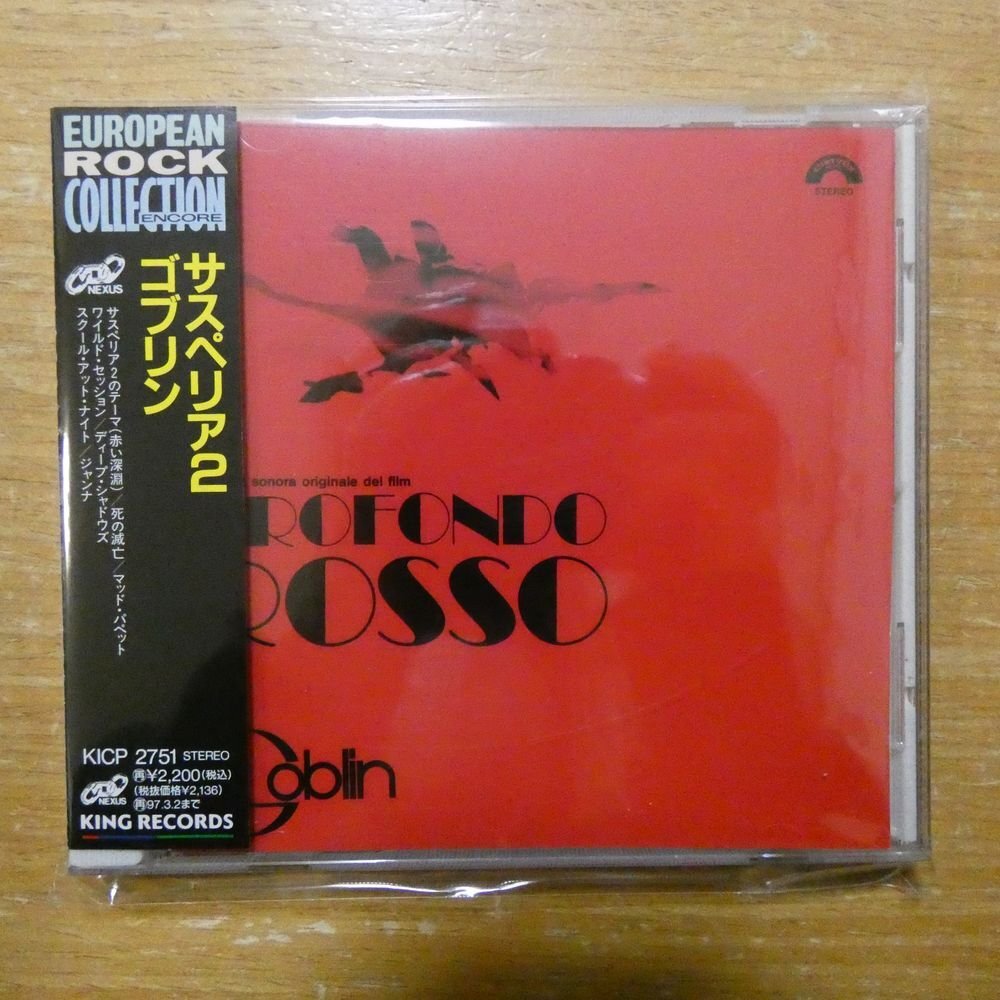 EUROPEAN
ROCK
COLLECTION
ENCORE
NEXUS
サスペリア2
ゴブリン
サスペリア2のテーマ(赤い深淵)/死の滅亡/マッド・パペット
ワイルド・セッション/ディープ・シャドウズ
スクール・アット・ナイト/ジャンナ
KICP 2751 STEREO
再¥2,200(税込)
(税抜価格¥2,136)
再97.3.2まで
NEXUS
KING RECORDS
STEREO
sonora originale del film
ROFONDO
ROSSO
Goblin